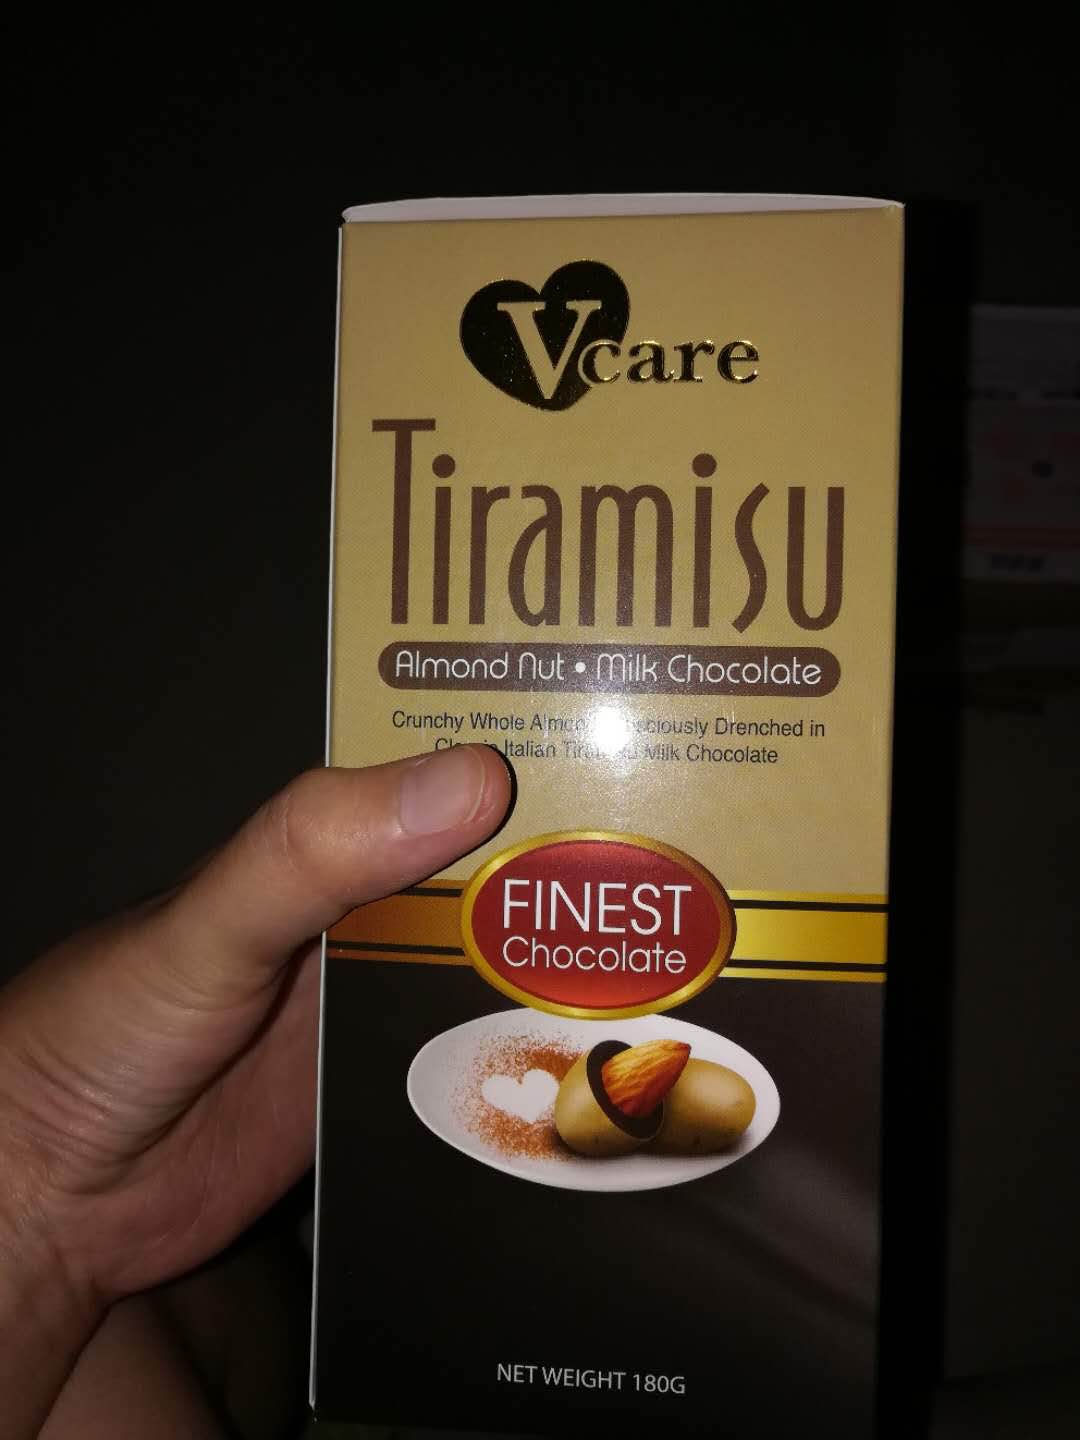 Vcare
Tiramisu
Almond Nut • Milk Chocolate
Crunchy Whole Drenched in
Italian Milk Chocolate
FINEST
Chocolate
NET WEIGHT 180G